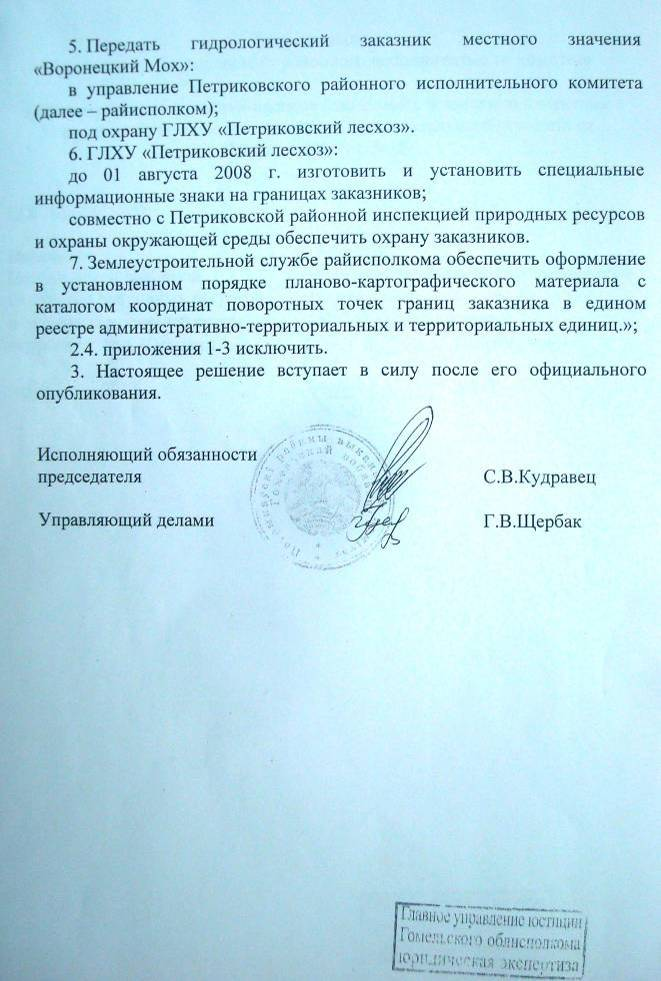 5. Передать гидрологический заказник местного значения
«Воронецкий Мох»:
в управление Петриковского районного исполнительного комитета
(далее – райисполком);
под охрану ГЛХУ «Петриковский лесхоз».
6. ГЛХУ «Петриковский лесхоз»:
до 01 августа 2008 г. изготовить и установить специальные
информационные знаки на границах заказников;
совместно с Петриковской районной инспекцией природных ресурсов
и охраны окружающей среды обеспечить охрану заказников.
7. Землеустроительной службе райисполкома обеспечить оформление
в установленном порядке планово-картографического материала с
каталогом координат поворотных точек границ заказника в едином
реестре административно-территориальных и территориальных единиц.»;
2.4. приложения 1-3 исключить.
3. Настоящее решение вступает в силу после его официального
опубликования.
Исполняющий обязанности
председателя С.В.Кудравец
Управляющий делами Г.В.Щербак
Главное управление юстиции
Гомельского облисполкома
юридическая экспертиза